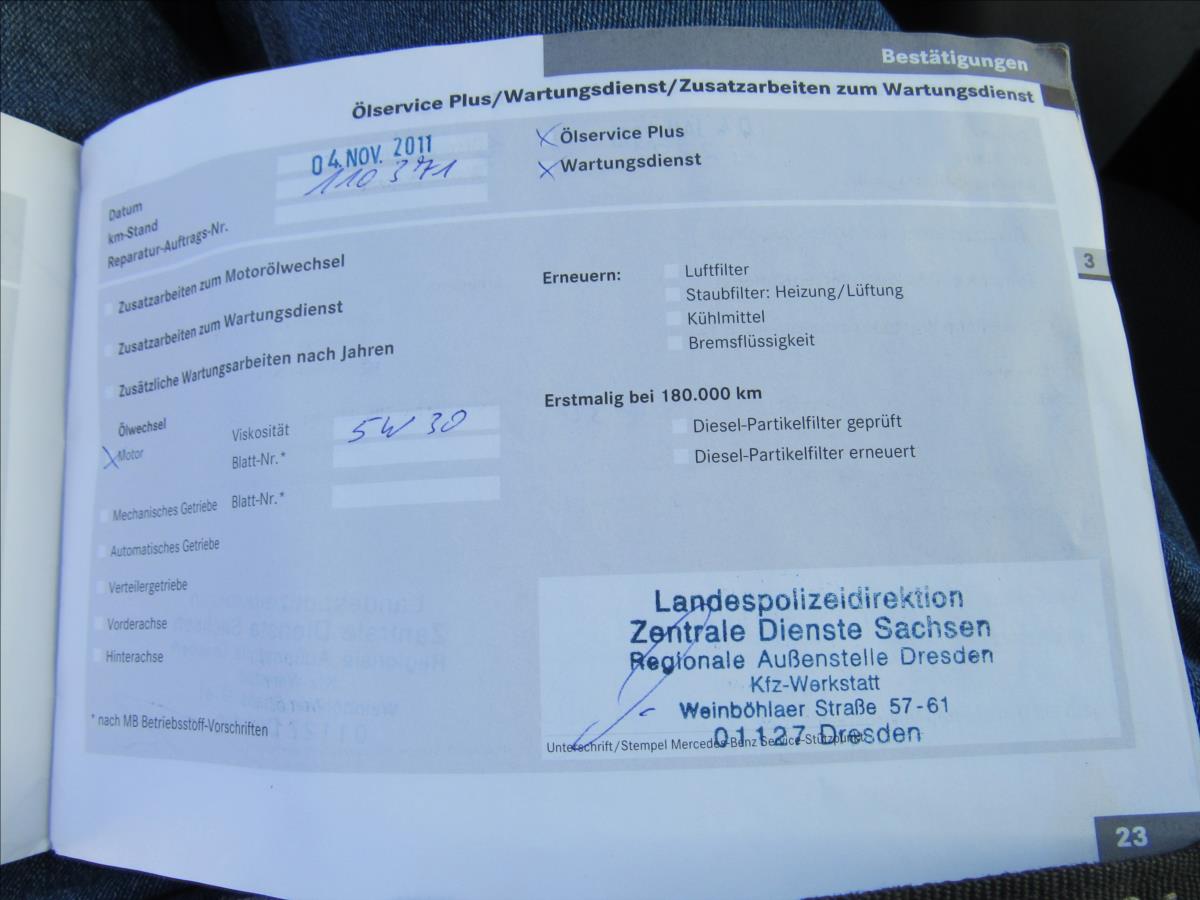 Bestätigungen
Ölservice Plus/Wartungsdienst/Zusatzarbeiten zum Wartungsdienst
Datum 04. NOV. 2011
km-Stand 110 371
Reparatur-Auftrags-Nr.
X Ölservice Plus
X Wartungsdienst
3
Zusatzarbeiten zum Motorölwechsel
Zusatzarbeiten zum Wartungsdienst
Zusätzliche Wartungsarbeiten nach Jahren
Ölwechsel
X Motor Viskosität 5W 30
Blatt-Nr.*
Mechanisches Getriebe Blatt-Nr.*
Automatisches Getriebe
Verteilergetriebe
Vorderachse
Hinterachse
* nach MB Betriebsstoff-Vorschriften
Erneuern:
Luftfilter
Staubfilter: Heizung/Lüftung
Kühlmittel
Bremsflüssigkeit
Erstmalig bei 180.000 km
Diesel-Partikelfilter geprüft
Diesel-Partikelfilter erneuert
Landespolizeidirektion
Zentrale Dienste Sachsen
Regionale Außenstelle Dresden
Kfz-Werkstatt
Weinböhlaer Straße 57-61
01127 Dresden
Unterschrift/Stempel Mercedes-Benz Service-Stützpunkt
23